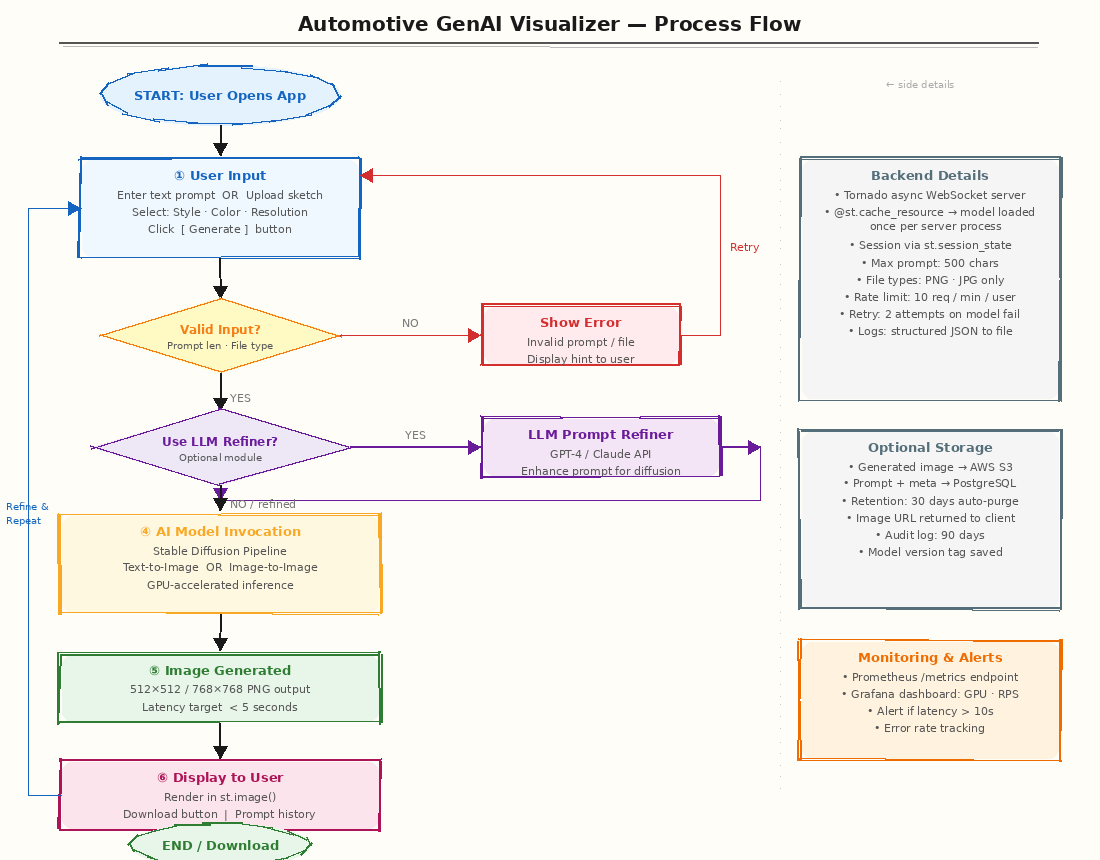 Automotive GenAI Visualizer — Process Flow
← side details
START: User Opens App
① User Input
Enter text prompt  OR  Upload sketch
Select: Style · Color · Resolution
Click  [ Generate ]  button
Valid Input?
Prompt len · File type
NO
Show Error
Invalid prompt / file
Display hint to user
Retry
YES
Use LLM Refiner?
Optional module
YES
LLM Prompt Refiner
GPT-4 / Claude API
Enhance prompt for diffusion
NO / refined
Refine &
Repeat
④ AI Model Invocation
Stable Diffusion Pipeline
Text-to-Image  OR  Image-to-Image
GPU-accelerated inference
⑤ Image Generated
512×512 / 768×768 PNG output
Latency target  < 5 seconds
⑥ Display to User
Render in st.image()
Download button  |  Prompt history
END / Download
Backend Details
• Tornado async WebSocket server
• @st.cache_resource → model loaded
once per server process
• Session via st.session_state
• Max prompt: 500 chars
• File types: PNG · JPG only
• Rate limit: 10 req / min / user
• Retry: 2 attempts on model fail
• Logs: structured JSON to file
Optional Storage
• Generated image → AWS S3
• Prompt + meta → PostgreSQL
• Retention: 30 days auto-purge
• Image URL returned to client
• Audit log: 90 days
• Model version tag saved
Monitoring & Alerts
• Prometheus /metrics endpoint
• Grafana dashboard: GPU · RPS
• Alert if latency > 10s
• Error rate tracking